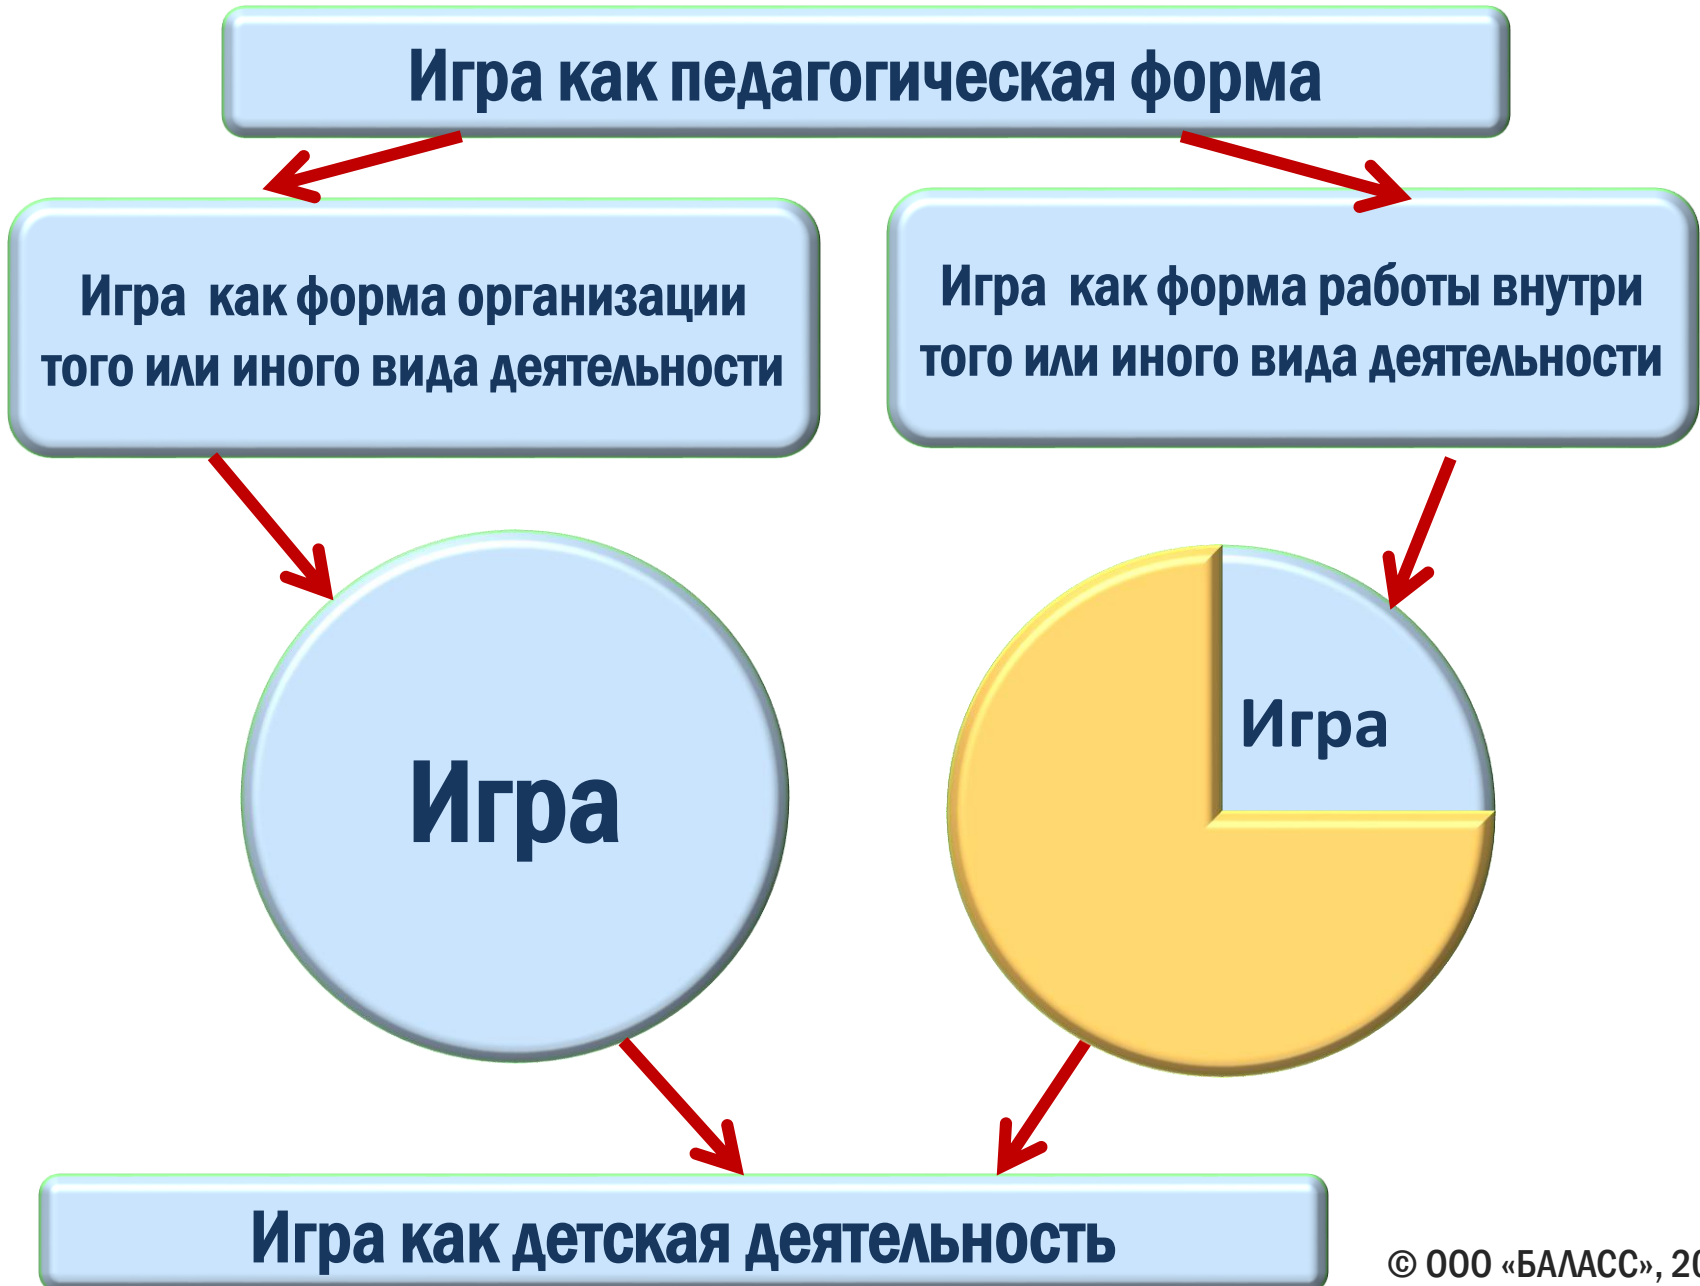 Игра как педагогическая форма
Игра как форма организации
того или иного вида деятельности
Игра как форма работы внутри
того или иного вида деятельности
Игра
Игра
Игра как детская деятельность
© ООО «БАЛАСС»,